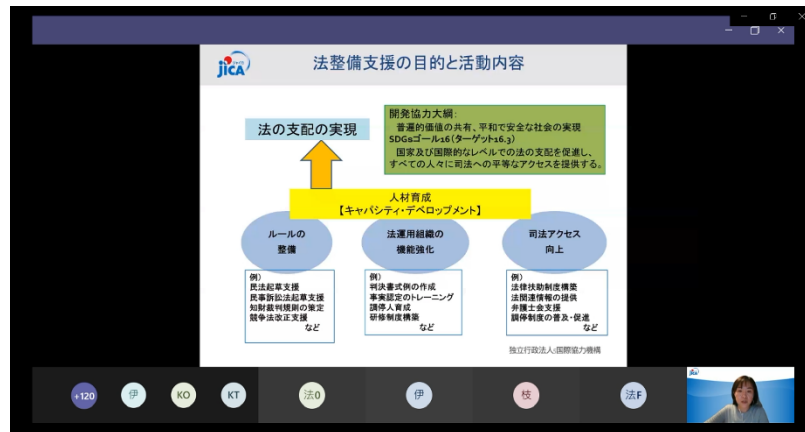 jica
法整備支援の目的と活動内容
法の支配の実現
開発協力大綱:
普遍的価値の共有、平和で安全な社会の実現
SDGsゴール16(ターゲット16.3)
国家及び国際的なレベルでの法の支配を促進し、
すべての人々に司法への平等なアクセスを提供する。
人材育成
【キャパシティ・デベロップメント】
ルールの
整備
法運用組織の
機能強化
司法アクセス
向上
例)
民法起草支援
民事訴訟法起草支援
知財裁判規則の策定
競争法改正支援
など
例)
判決書式例の作成
事実認定のトレーニング
調停人育成
研修制度構築
など
例)
法律扶助制度構築
法関連情報の提供
弁護士会支援
調停制度の普及・促進
など
独立行政法人国際協力機構
+120
伊
KO
KT
法0
伊
枝
法F
jica